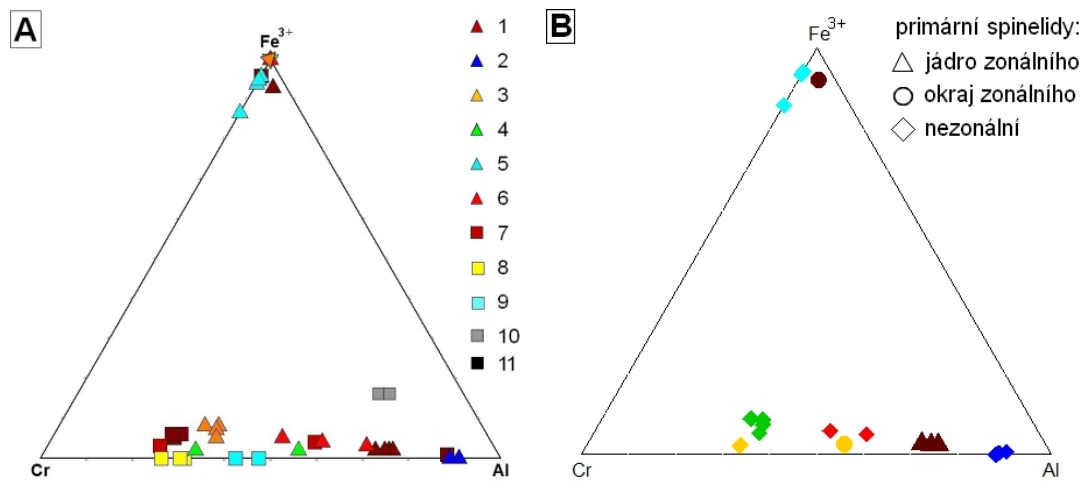 A
Fe3+
1
2
3
4
5
6
7
8
9
10
11
Cr
Al
B
Fe3+
primární spinelidy:
jádro zonálního
okraj zonálního
nezonální
Cr
Al